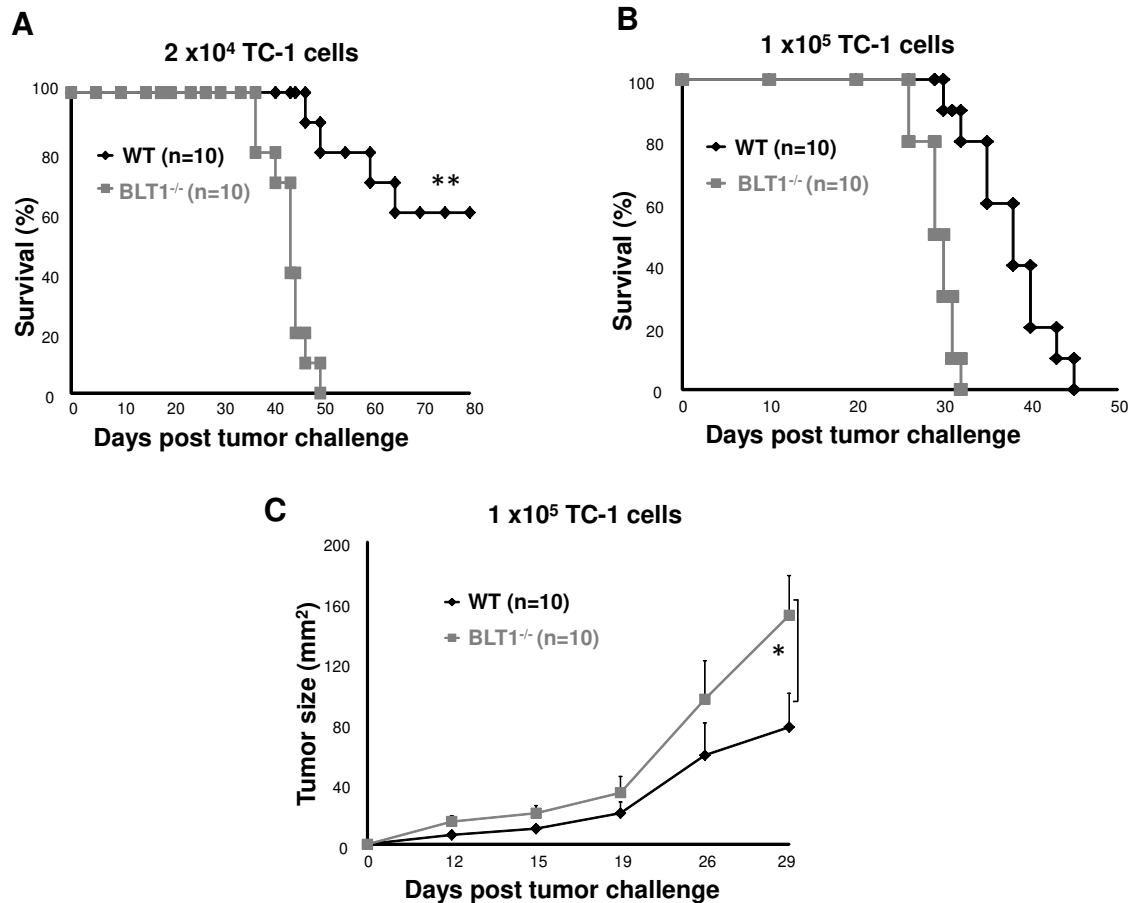 A
2 x10⁴ TC-1 cells
100
80
60
40
20
0
Survival (%)
WT (n=10)
BLT1⁻/⁻ (n=10)
**
0 10 20 30 40 50 60 70 80
Days post tumor challenge
B
1 x10⁵ TC-1 cells
100
80
60
40
20
0
Survival (%)
WT (n=10)
BLT1⁻/⁻ (n=10)
0 10 20 30 40 50
Days post tumor challenge
C
1 x10⁵ TC-1 cells
200
160
120
80
40
0
Tumor size (mm²)
WT (n=10)
BLT1⁻/⁻ (n=10)
*
0 12 15 19 26 29
Days post tumor challenge